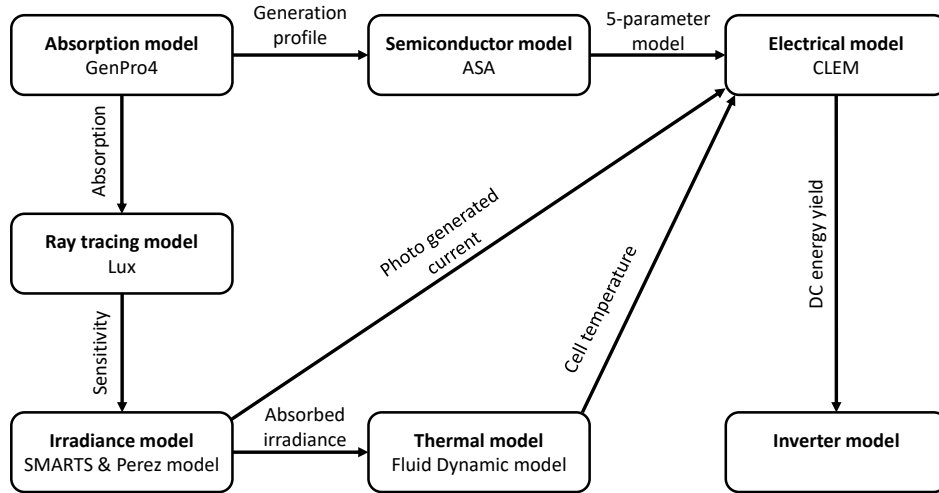 Absorption model
GenPro4
Generation
profile
Semiconductor model
ASA
5-parameter
model
Electrical model
CLEM
Absorption
Ray tracing model
Lux
Photo generated
current
Cell temperature
DC energy yield
Sensitivity
Irradiance model
SMARTS & Perez model
Absorbed
irradiance
Thermal model
Fluid Dynamic model
Inverter model